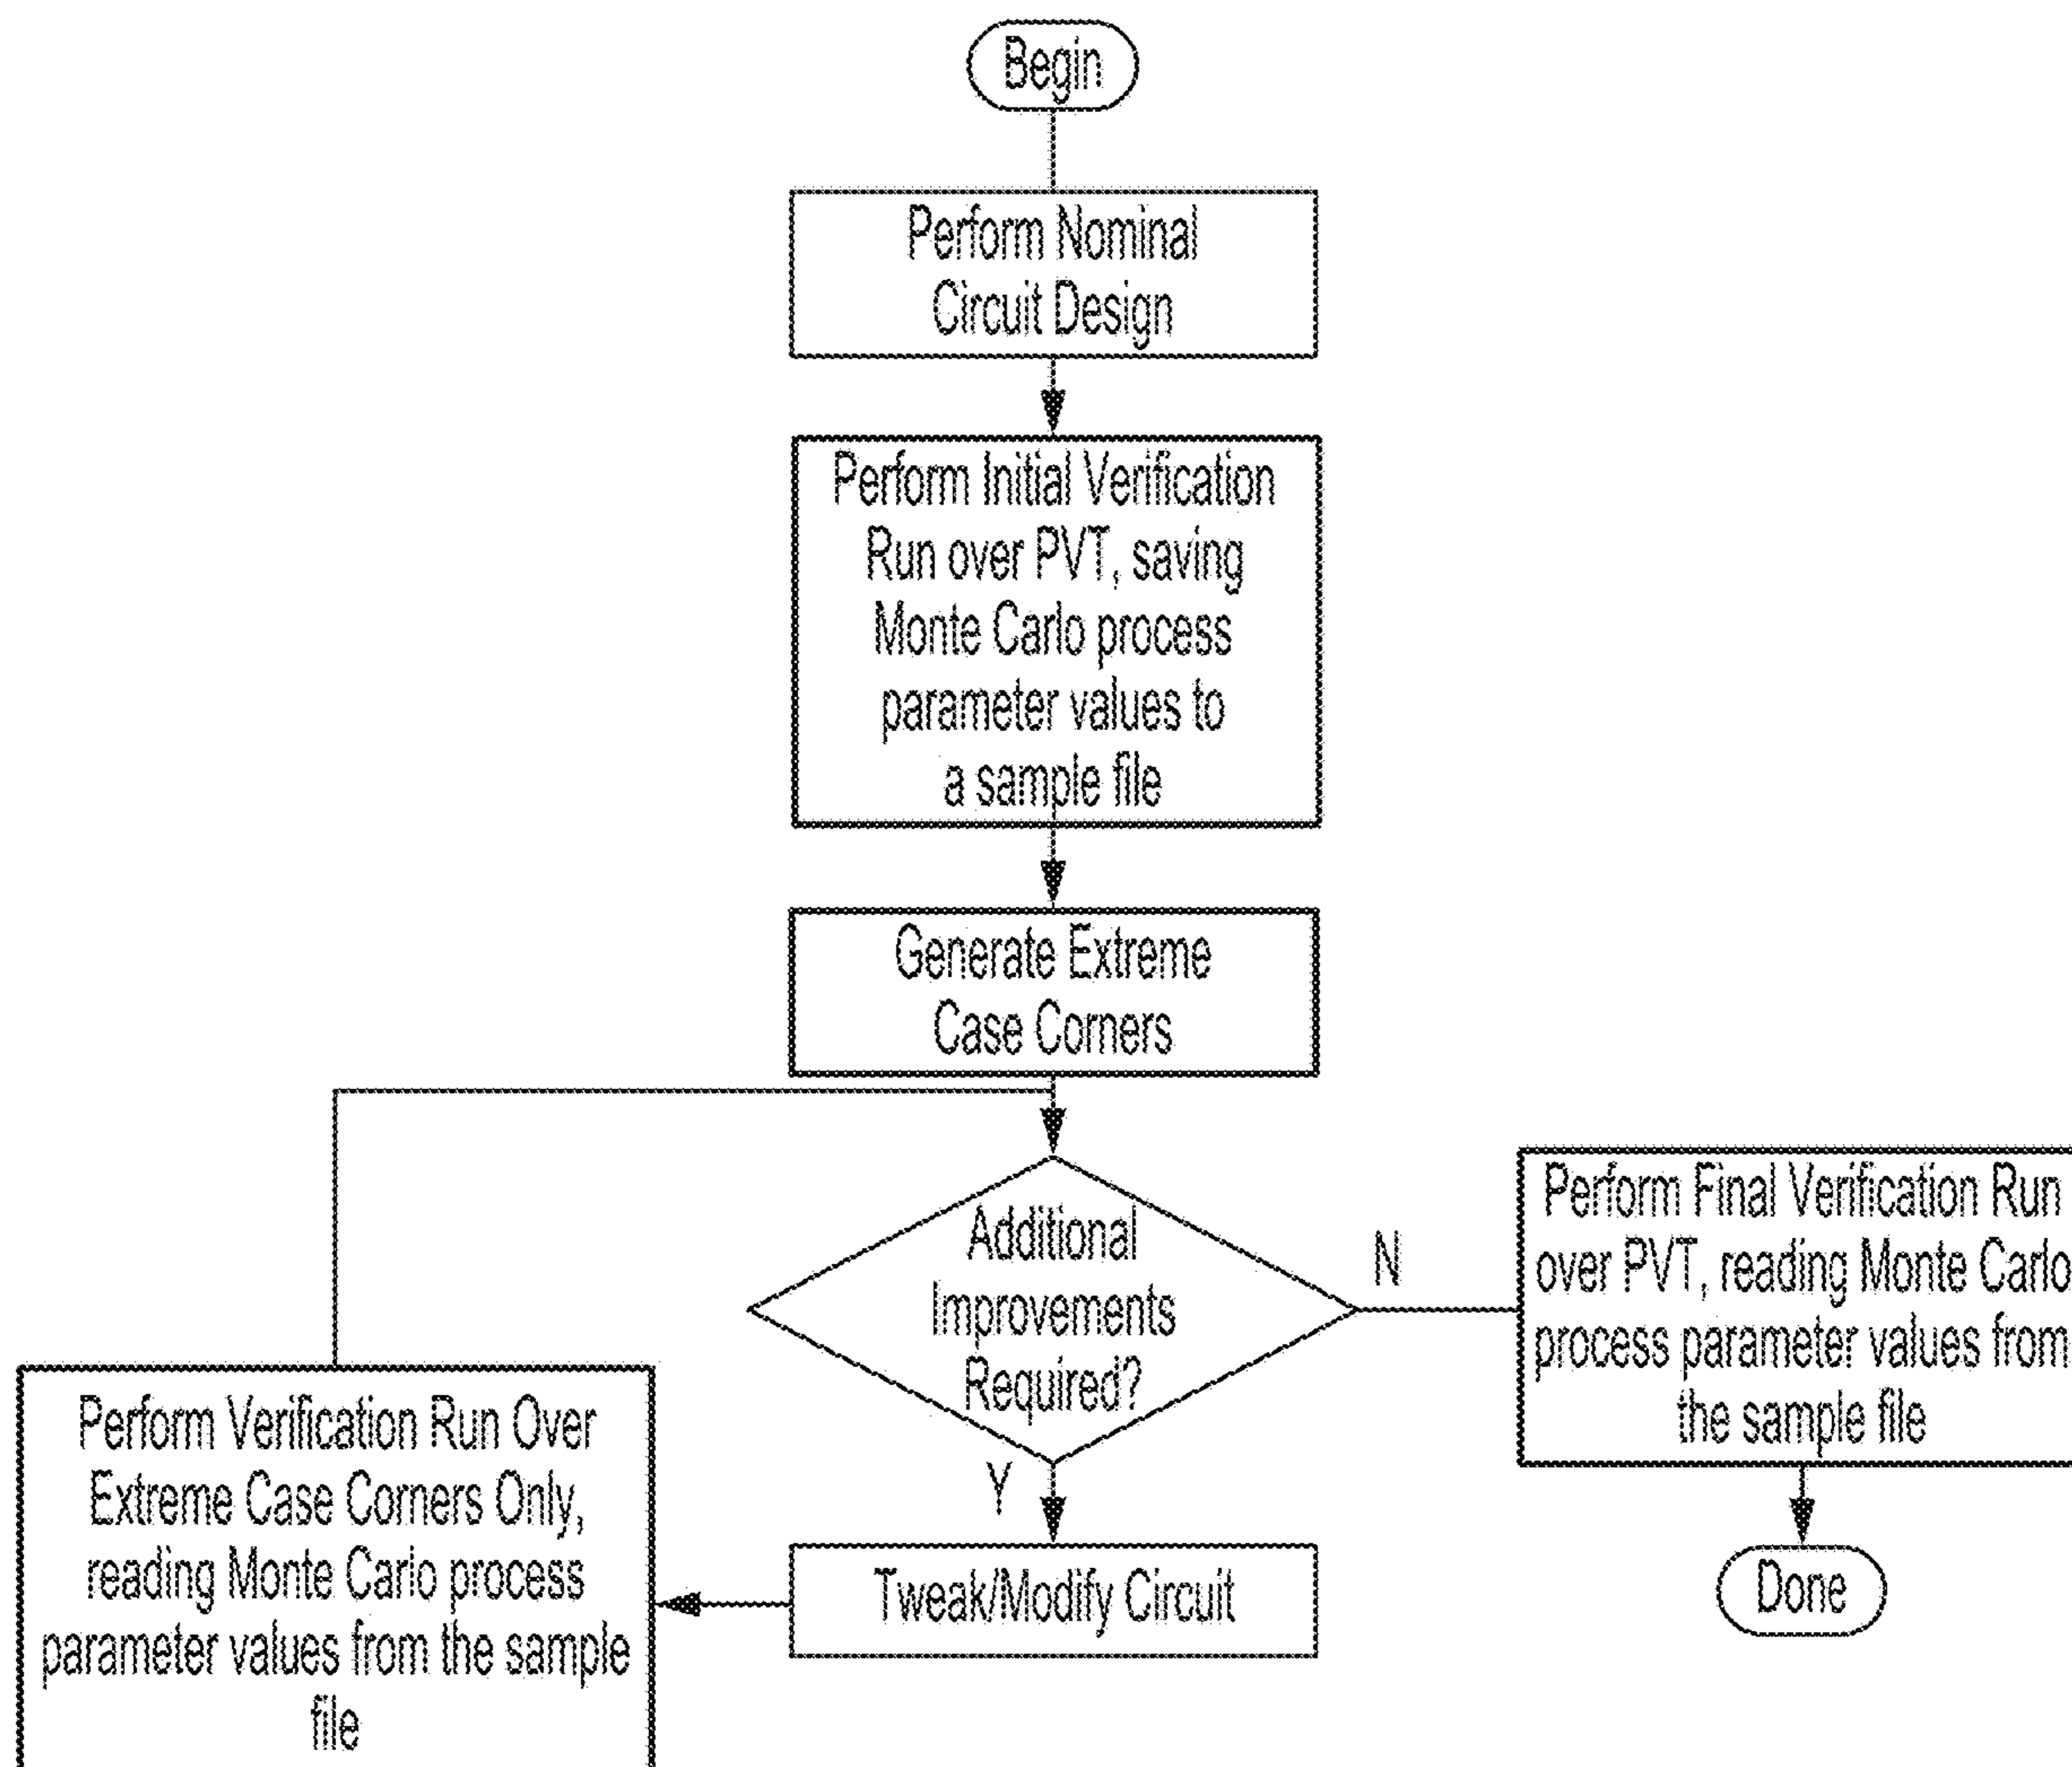 Begin
Perform Nominal
Circuit Design
Perform Initial Verification
Run over PVT, saving
Monte Carlo process
parameter values to
a sample file
Generate Extreme
Case Corners
Additional
Improvements
Required?
N
Y
Perform Final Verification Run
over PVT, reading Monte Carlo
process parameter values from
the sample file
Done
Tweak/Modify Circuit
Perform Verification Run Over
Extreme Case Corners Only,
reading Monte Carlo process
parameter values from the sample
file